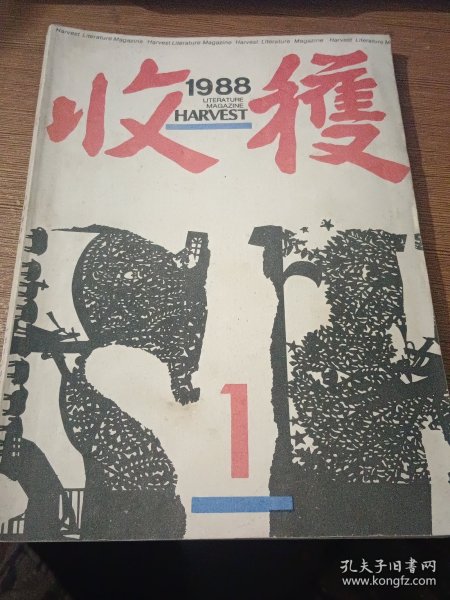 Harvest Literature Magazine Harvest Literature Magazine Harvest Literature Magazine Harvest Literature M
收穫
1988
LITERATURE
MAGAZINE
HARVEST
1
孔夫子旧书网
www.kongfz.com